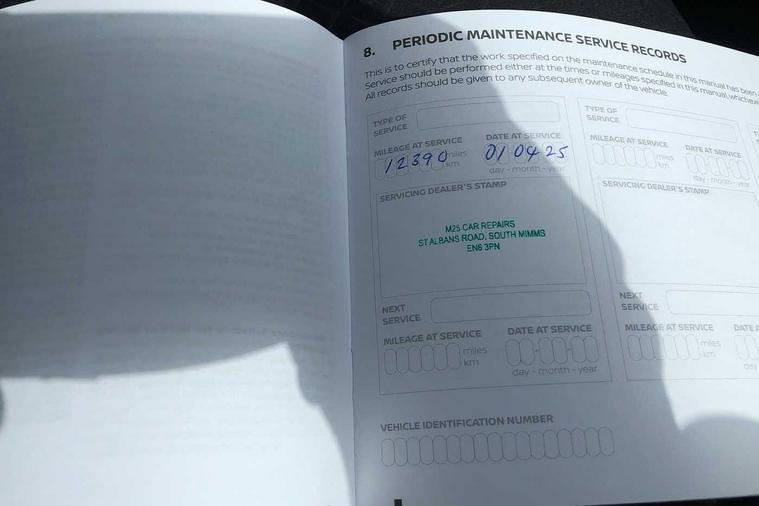 8. PERIODIC MAINTENANCE SERVICE RECORDS
This is to certify that the work specified on the maintenance schedule in this manual has been
Service should be performed either at the times or mileages specified in this manual, whicheve
All records should be given to any subsequent owner of the vehicle.
TYPE OF
SERVICE
MILEAGE AT SERVICE
12390 miles
km
DATE AT SERVICE
01 04 25
day - month - year
SERVICING DEALER'S STAMP
M25 CAR REPAIRS
ST ALBANS ROAD, SOUTH MIMMS
EN6 3PN
NEXT
SERVICE
MILEAGE AT SERVICE
miles
km
DATE AT SERVICE
day - month - year
TYPE OF
SERVICE
MILEAGE AT SERVICE
miles
km
DATE AT SERVICE
day - month - year
SERVICING DEALER'S STAMP
NEXT
SERVICE
MILEAGE AT SERVICE
miles
km
DATE A
day
VEHICLE IDENTIFICATION NUMBER